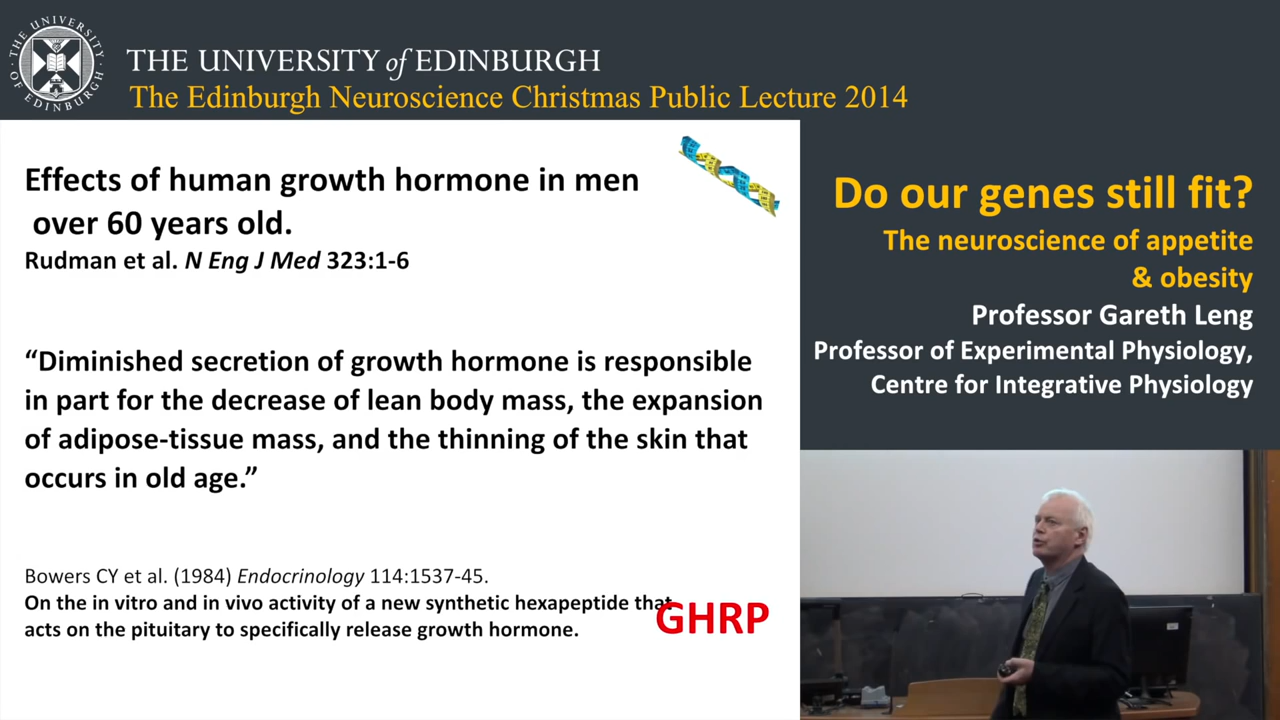 THE UNIVERSITY OF EDINBURGH
THE UNIVERSITY of EDINBURGH
The Edinburgh Neuroscience Christmas Public Lecture 2014
Effects of human growth hormone in men
over 60 years old.
Rudman et al. N Eng J Med 323:1-6
“Diminished secretion of growth hormone is responsible
in part for the decrease of lean body mass, the expansion
of adipose-tissue mass, and the thinning of the skin that
occurs in old age.”
Bowers CY et al. (1984) Endocrinology 114:1537-45.
On the in vitro and in vivo activity of a new synthetic hexapeptide that
acts on the pituitary to specifically release growth hormone.
GHRP
Do our genes still fit?
The neuroscience of appetite
& obesity
Professor Gareth Leng
Professor of Experimental Physiology,
Centre for Integrative Physiology